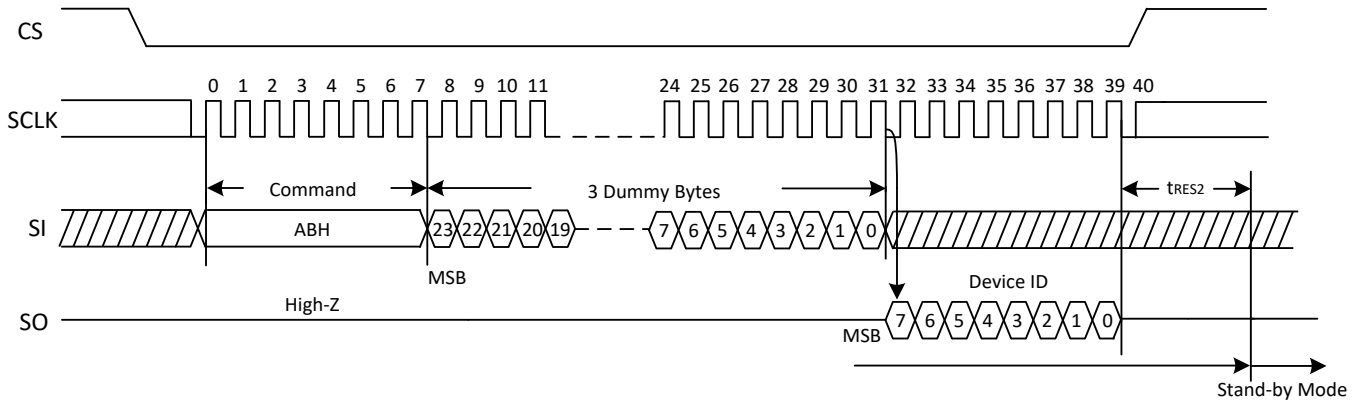 CS
0 1 2 3 4 5 6 7 8 9 10 11 24 25 26 27 28 29 30 31 32 33 34 35 36 37 38 39 40
SCLK
Command 3 Dummy Bytes tRES2
SI ABH 23 22 21 20 19 7 6 5 4 3 2 1 0
MSB
High-Z Device ID
SO 7 6 5 4 3 2 1 0
MSB
Stand-by Mode